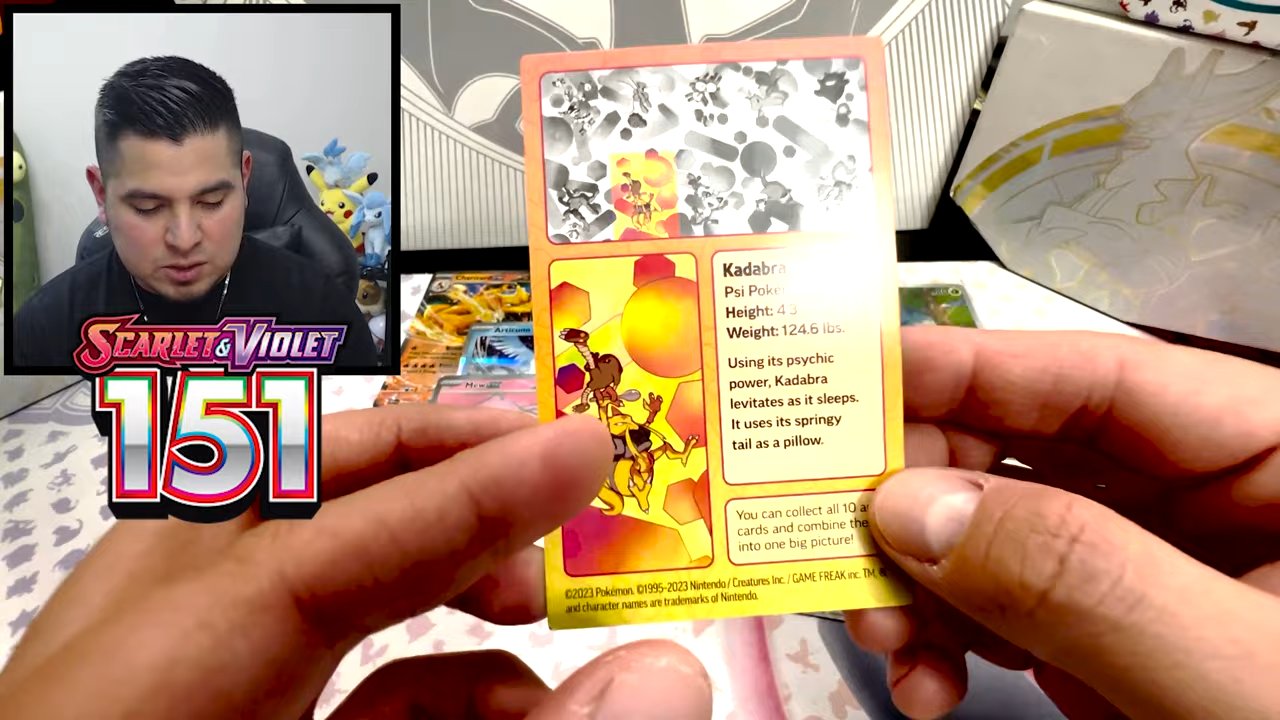 SCARLET & VIOLET
151
Charizard
Articuno
Mew
Kadabra
Psi
Height: 4
Weight: 124.6 lbs.
Using its psychic
power, Kadabra
levitates as it sleeps.
It uses its springy
tail as a pillow.
You can collect all 10
cards and combine
into one big picture!
©2023 Pokémon. ©1995-2023 Nintendo / Creatures Inc. / GAME FREAK inc. TM,
and character names are trademarks of Nintendo.